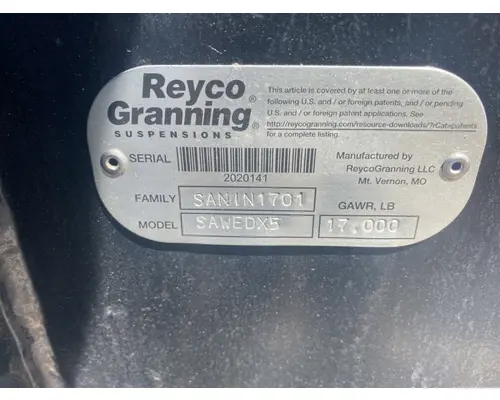 Reyco
Granning®
SUSPENSIONS
This article is covered by at least one or more of the
following U.S. and / or foreign patents, and / or pending
U.S. and / or foreign patent applications. See
http://reycogranning.com/resource-downloads/?rCat=patents
for a complete listing.
SERIAL
2020141
Manufactured by
ReycoGranning LLC
Mt. Vernon, MO
FAMILY SANIN1701
GAWR, LB
MODEL SAWEDX5 17,000